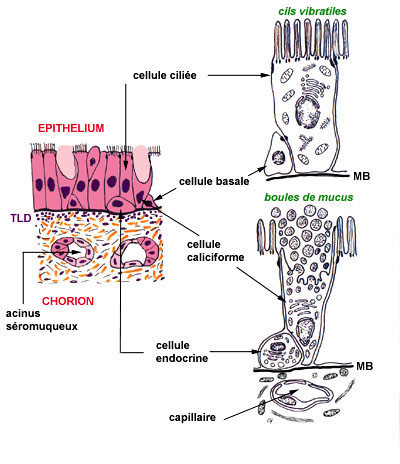 cils vibratiles
cellule ciliée
EPITHELIUM
cellule basale
MB
boules de mucus
TLD
cellule
caliciforme
acinus
séromuqueux
CHORION
cellule
endocrine
MB
capillaire